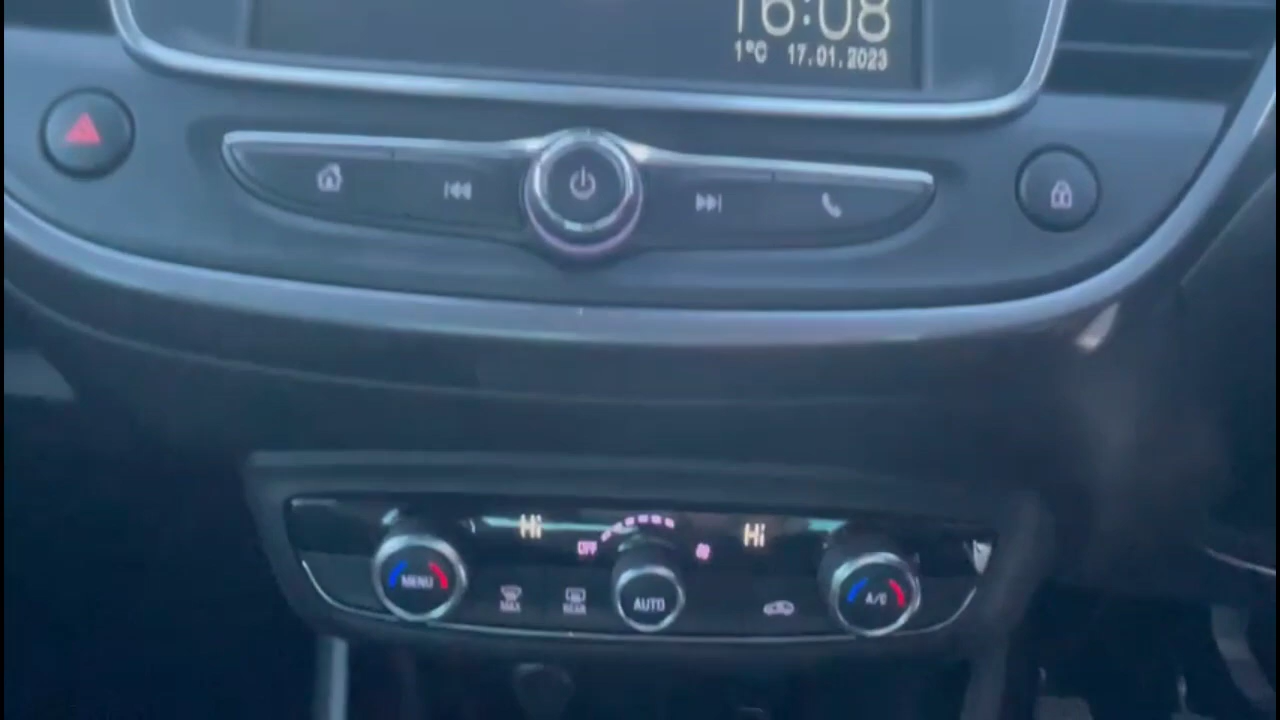 16:08
1°C 17.01.2023
Hi
Hi
OFF
MENU
MAX
REAR
AUTO
A/C